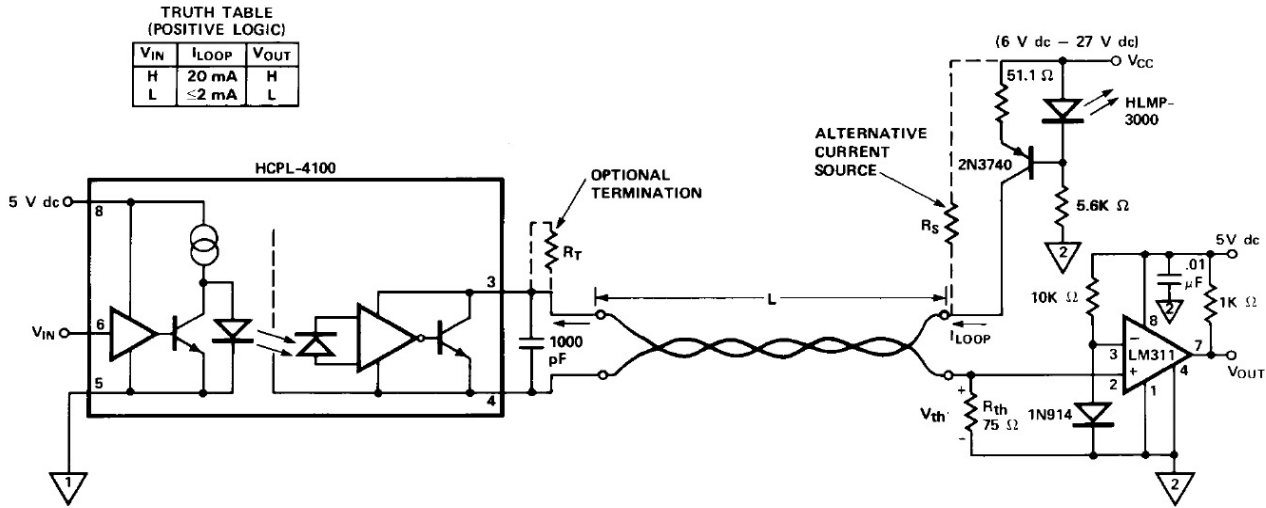 TRUTH TABLE
(POSITIVE LOGIC)
VIN ILOOP VOUT
H 20 mA H
L ≤2 mA L
(6 V dc – 27 V dc)
VCC
51.1 Ω
HLMP-
3000
ALTERNATIVE
CURRENT
SOURCE
2N3740
HCPL-4100
OPTIONAL
TERMINATION
5 V dc
8
RS
5.6K Ω
2
RT
5V dc
3
.01
μF
L
10K Ω
2
1K Ω
VIN
6
1000
pF
ILOOP
8
−
3
LM311
7
+
4
2
VOUT
5
4
1
+
Vth
Rth
75 Ω
−
1N914
1
2